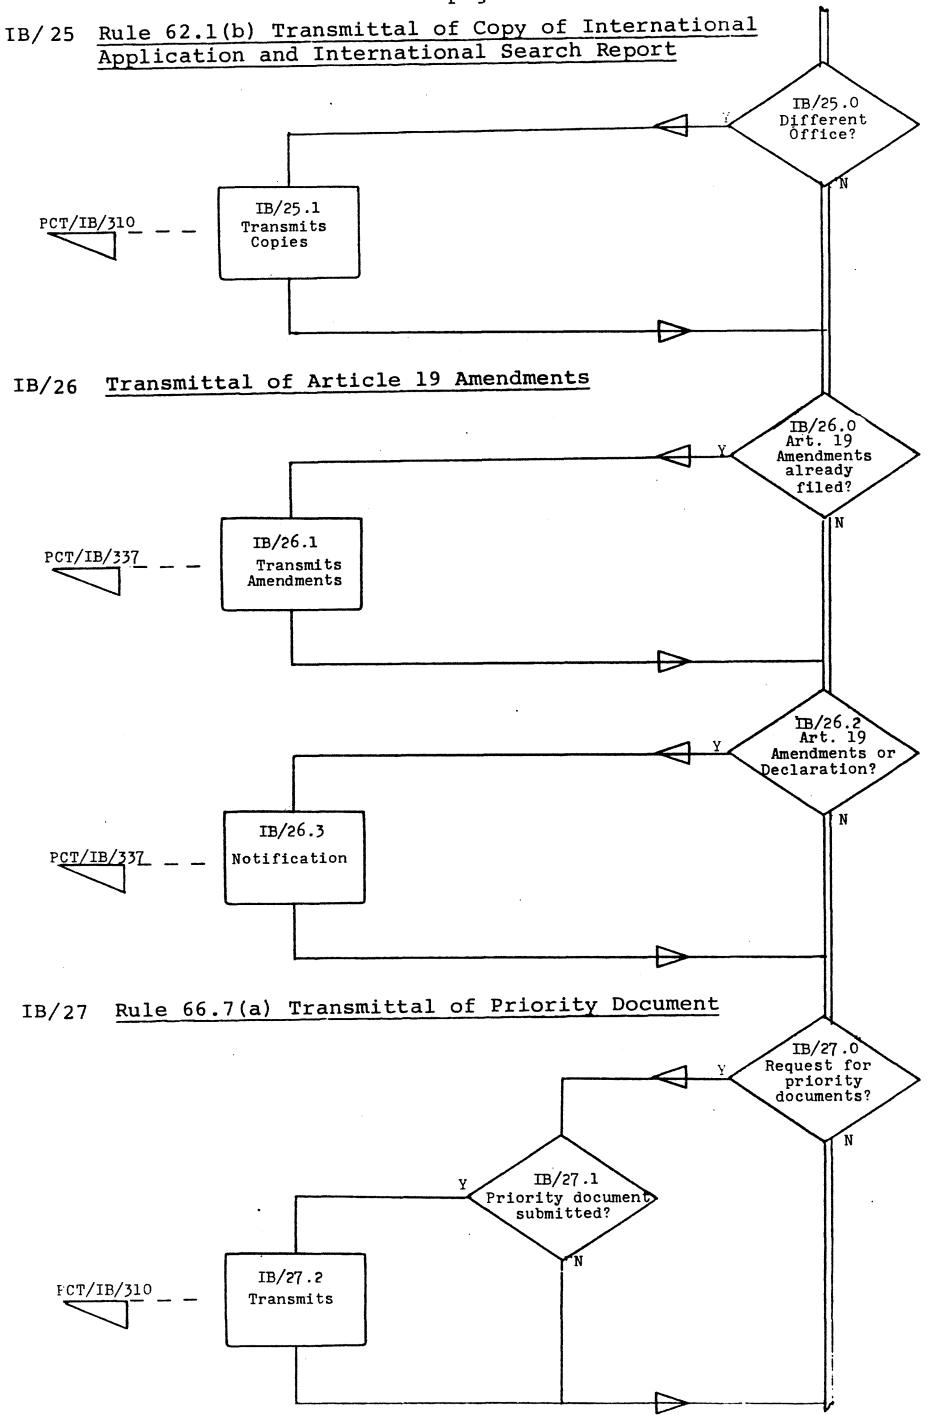 IB/25 Rule 62.1(b) Transmittal of Copy of International
Application and International Search Report
IB/25.0
Different
Office?
Y
N
IB/25.1
Transmits
Copies
PCT/IB/310
IB/26 Transmittal of Article 19 Amendments
IB/26.0
Art. 19
Amendments
already
filed?
Y
N
IB/26.1
Transmits
Amendments
PCT/IB/337
IB/26.2
Art. 19
Amendments or
Declaration?
Y
N
IB/26.3
Notification
PCT/IB/337
IB/27 Rule 66.7(a) Transmittal of Priority Document
IB/27.0
Request for
priority
documents?
Y
N
IB/27.1
Priority document
submitted?
Y
N
IB/27.2
Transmits
PCT/IB/310